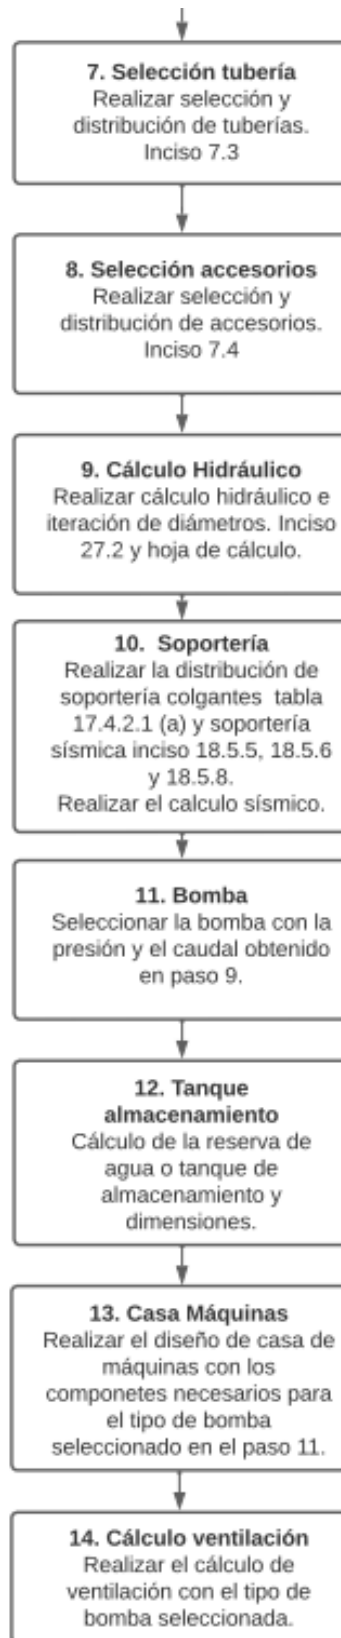 7. Selección tubería
Realizar selección y
distribución de tuberías.
Inciso 7.3
8. Selección accesorios
Realizar selección y
distribución de accesorios.
Inciso 7.4
9. Cálculo Hidráulico
Realizar cálculo hidráulico e
iteración de diámetros. Inciso
27.2 y hoja de cálculo.
10. Soportería
Realizar la distribución de
soportería colgantes tabla
17.4.2.1 (a) y soportería
sísmica inciso 18.5.5, 18.5.6
y 18.5.8.
Realizar el calculo sísmico.
11. Bomba
Seleccionar la bomba con la
presión y el caudal obtenido
en paso 9.
12. Tanque
almacenamiento
Cálculo de la reserva de
agua o tanque de
almacenamiento y
dimensiones.
13. Casa Máquinas
Realizar el diseño de casa de
máquinas con los
componetes necesarios para
el tipo de bomba
seleccionado en el paso 11.
14. Cálculo ventilación
Realizar el cálculo de
ventilación con el tipo de
bomba seleccionada.